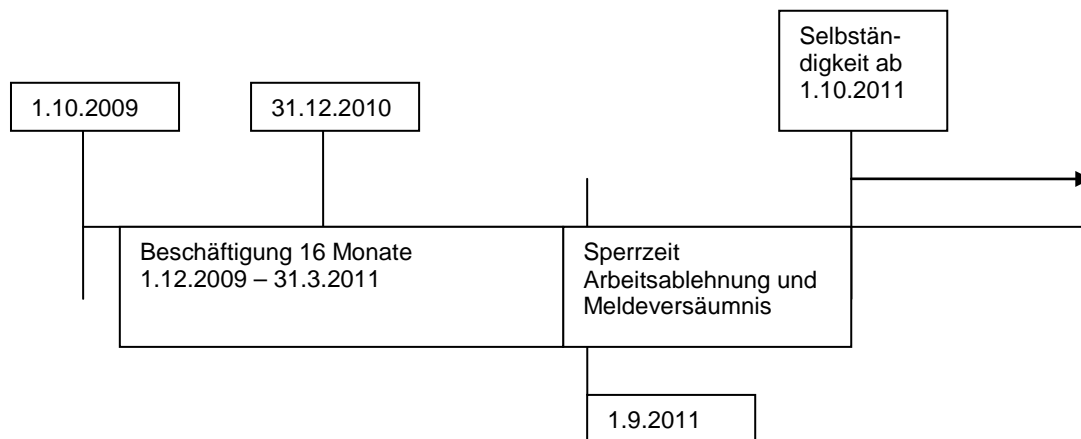 Selbstän-
digkeit ab
1.10.2011
1.10.2009
31.12.2010
Beschäftigung 16 Monate
1.12.2009 – 31.3.2011
Sperrzeit
Arbeitsablehnung und
Meldeversäumnis
1.9.2011